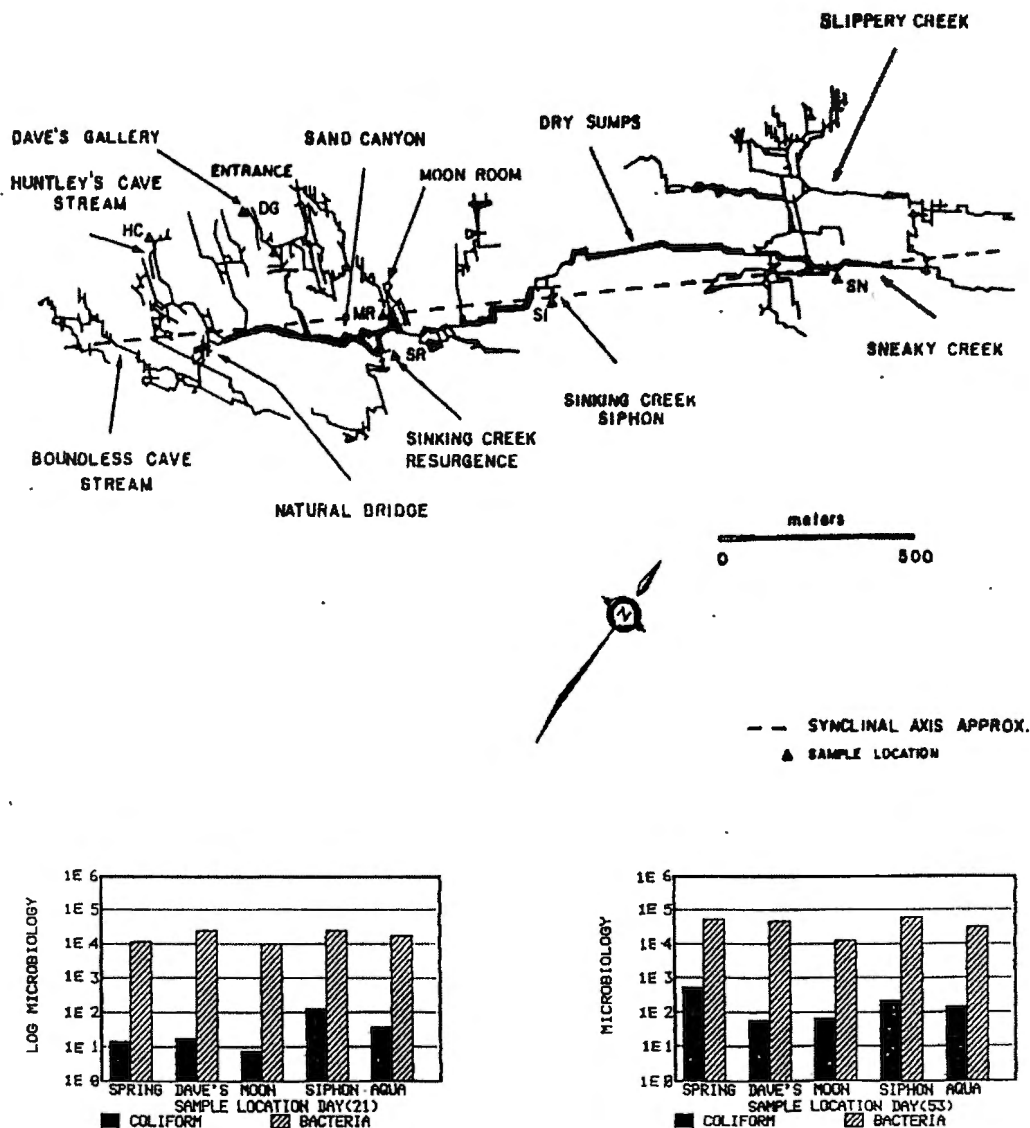 SLIPPERY CREEK
DAVE'S GALLERY
SAND CANYON
DRY SUMPS
HUNTLEY'S CAVE
STREAM
ENTRANCE
MOON ROOM
DG
HC
MR
SI
SN
SR
SNEAKY CREEK
SINKING CREEK
SIPHON
SINKING CREEK
RESURGENCE
BOUNDLESS CAVE
STREAM
NATURAL BRIDGE
meters
0 500
N
SYNCLINAL AXIS APPROX.
SAMPLE LOCATION
LOG MICROBIOLOGY
1E 6
1E 5
1E 4
1E 3
1E 2
1E 1
1E 0
SPRING DAVE'S MOON SIPHON AQUA
SAMPLE LOCATION DAY(21)
COLIFORM BACTERIA
MICROBIOLOGY
1E 6
1E 5
1E 4
1E 3
1E 2
1E 1
1E 0
SPRING DAVE'S MOON SIPHON AQUA
SAMPLE LOCATION DAY(53)
COLIFORM BACTERIA